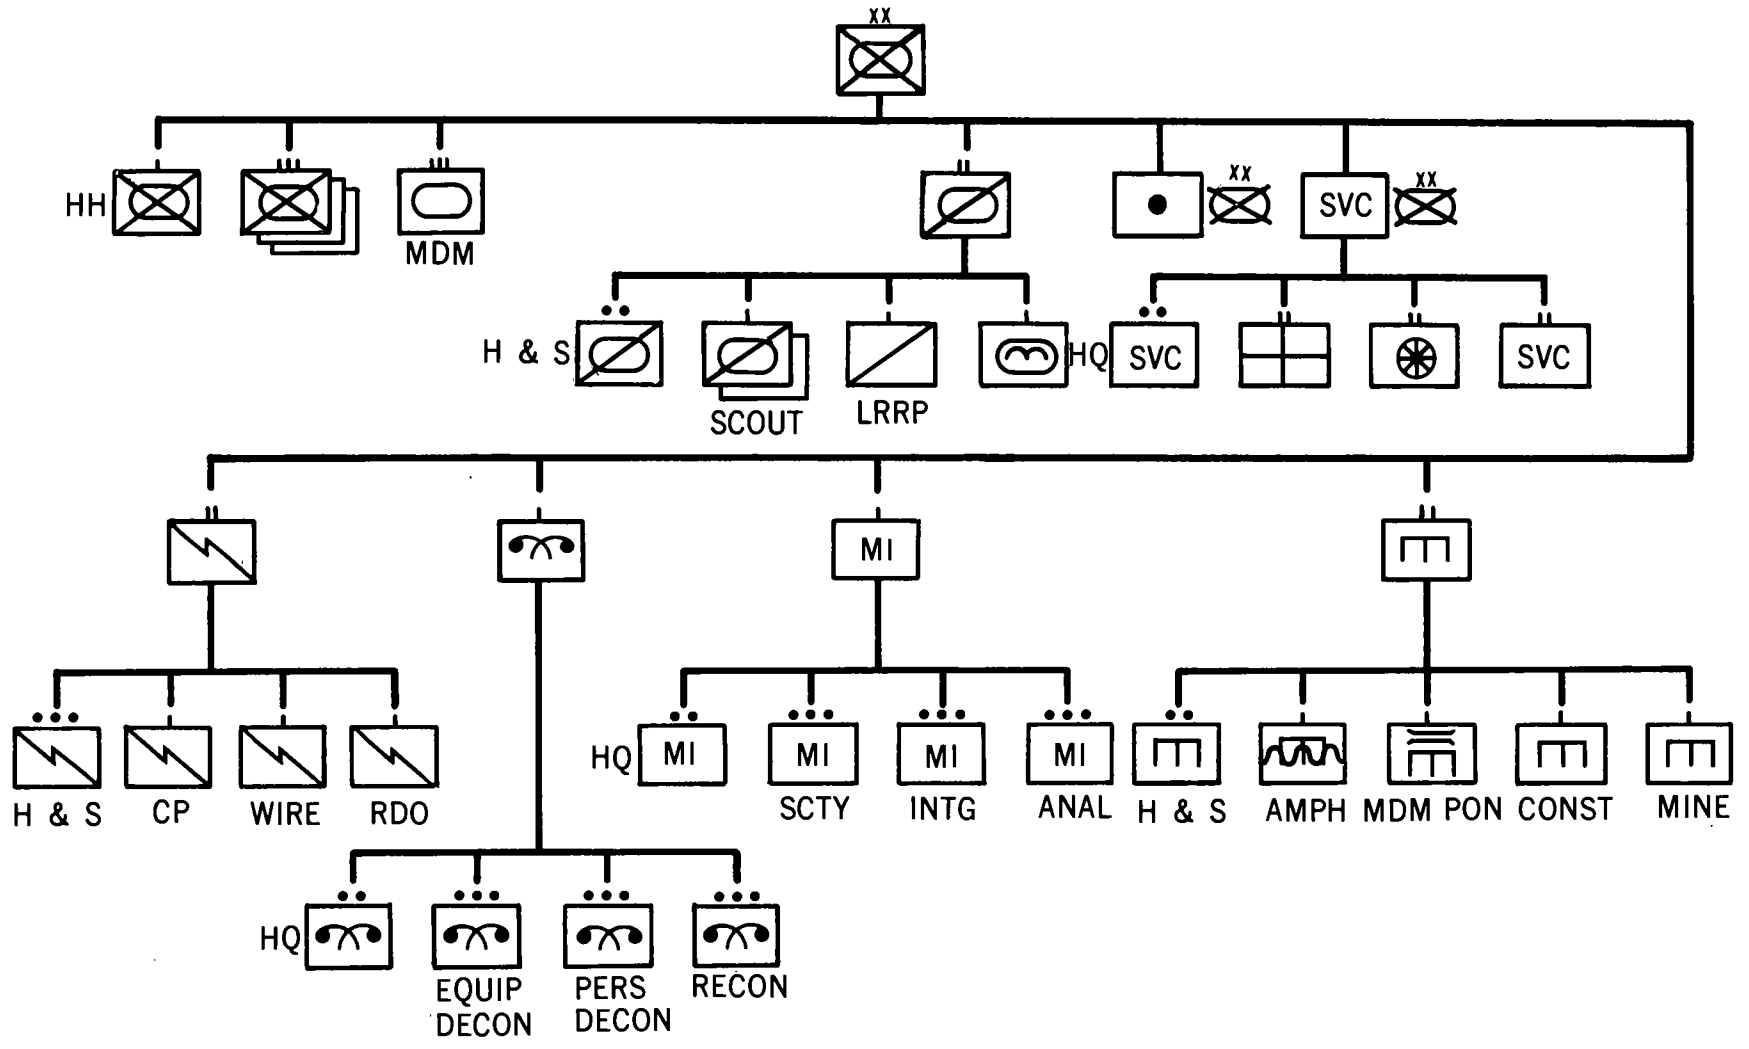 XX
HH
MDM
XX
SVC
XX
H & S
SCOUT
LRRP
HQ
SVC
SVC
MI
H & S
CP
WIRE
RDO
HQ
MI
MI
SCTY
MI
INTG
MI
ANAL
H & S
AMPH
MDM PON
CONST
MINE
HQ
EQUIP
DECON
PERS
DECON
RECON